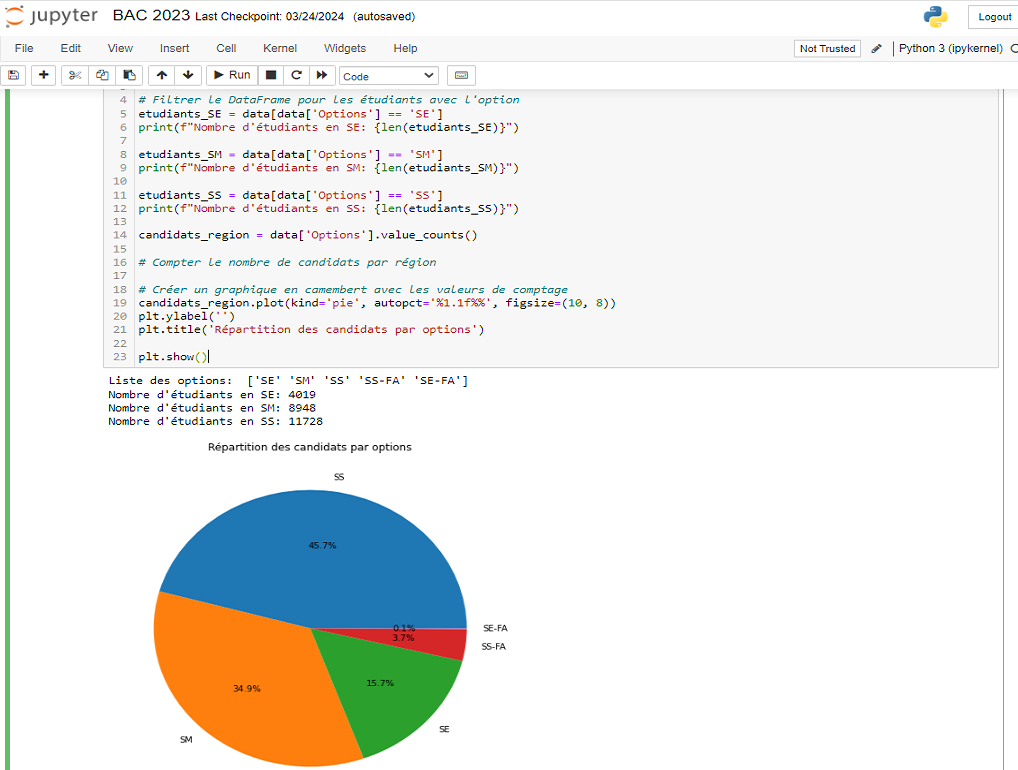 jupyter BAC 2023 Last Checkpoint: 03/24/2024 (autosaved)
Logout
File Edit View Insert Cell Kernel Widgets Help
Not Trusted
Python 3 (ipykernel)
Run
Code
4 # Filtrer le DataFrame pour les étudiants avec l'option
5 etudiants_SE = data[data['Options'] == 'SE']
6 print(f"Nombre d'étudiants en SE: {len(etudiants_SE)}")
7
8 etudiants_SM = data[data['Options'] == 'SM']
9 print(f"Nombre d'étudiants en SM: {len(etudiants_SM)}")
10
11 etudiants_SS = data[data['Options'] == 'SS']
12 print(f"Nombre d'étudiants en SS: {len(etudiants_SS)}")
13
14 candidats_region = data['Options'].value_counts()
15
16 # Compter le nombre de candidats par région
17
18 # Créer un graphique en camembert avec les valeurs de comptage
19 candidats_region.plot(kind='pie', autopct='%1.1f%%', figsize=(10, 8))
20 plt.ylabel('')
21 plt.title('Répartition des candidats par options')
22
23 plt.show()
Liste des options:  ['SE' 'SM' 'SS' 'SS-FA' 'SE-FA']
Nombre d'étudiants en SE: 4019
Nombre d'étudiants en SM: 8948
Nombre d'étudiants en SS: 11728
Répartition des candidats par options
SS
45.7%
0.1%
SE-FA
3.7%
SS-FA
15.7%
34.9%
SE
SM